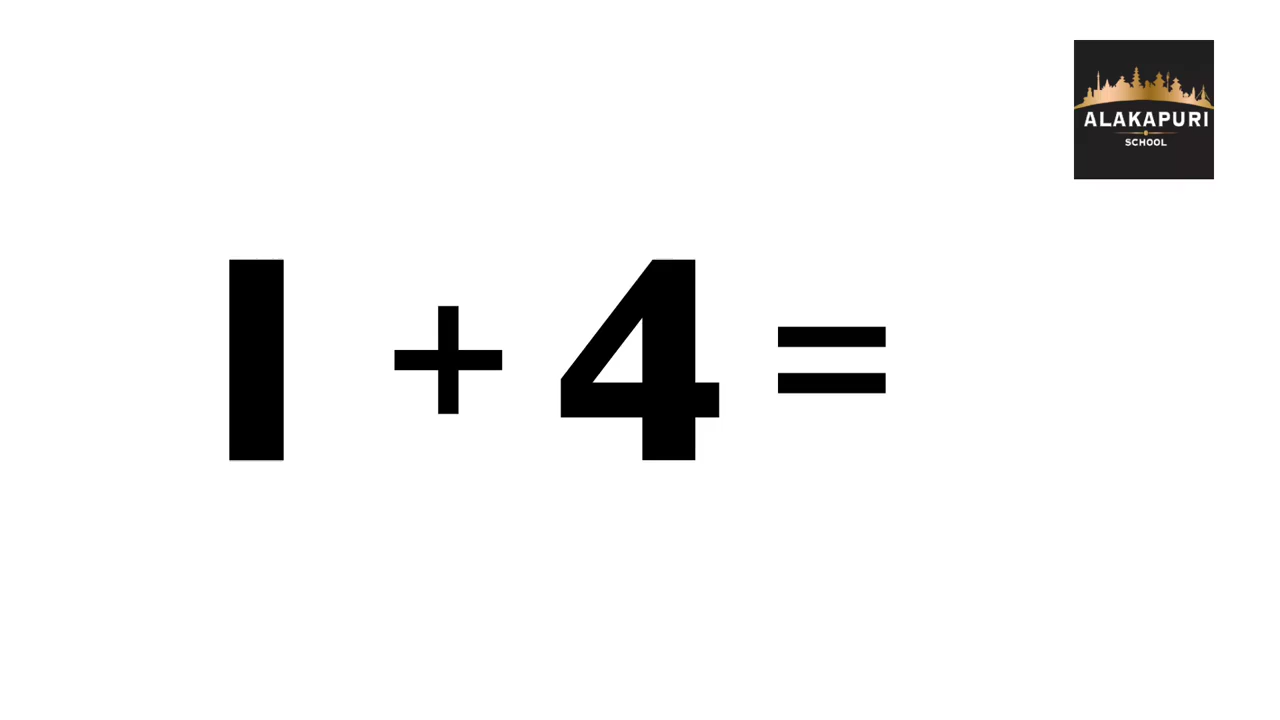 ALAKAPURI
SCHOOL
1 + 4 =